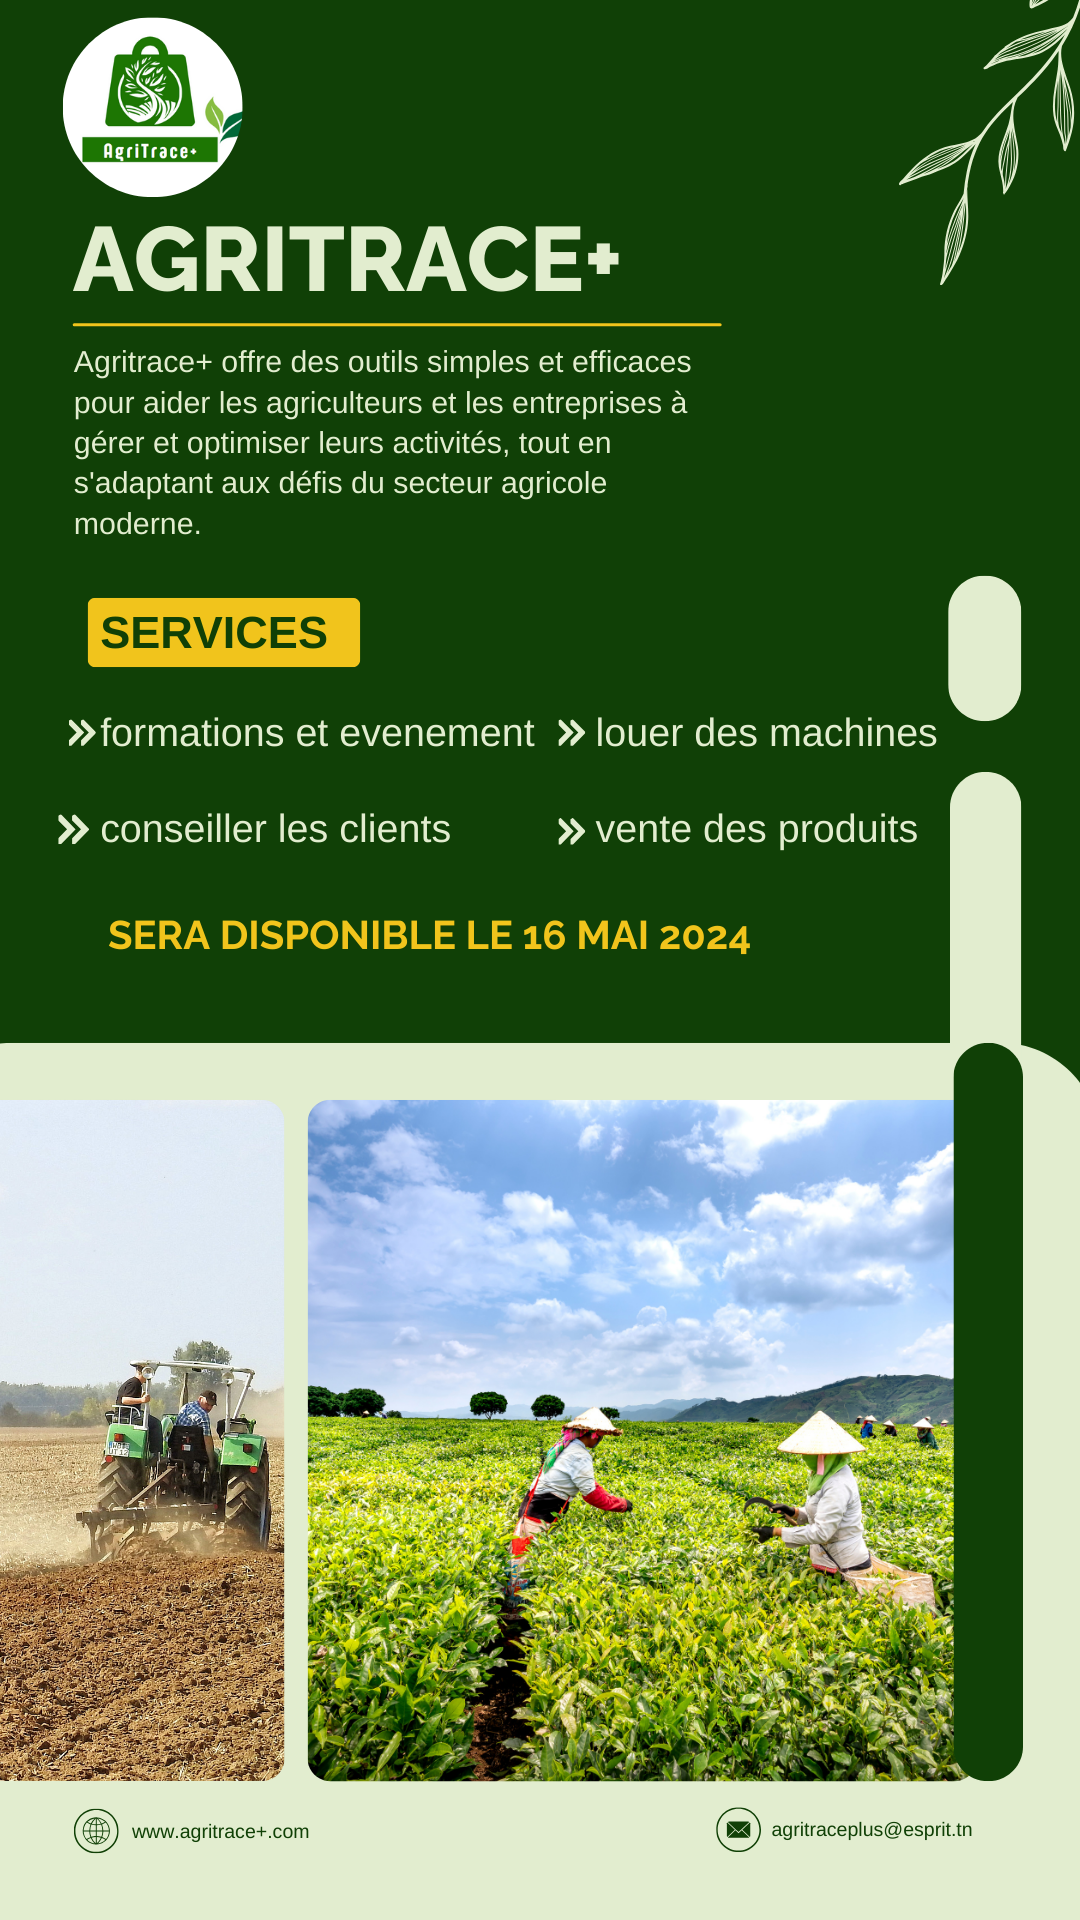 AgriTrace+
AGRITRACE+
Agritrace+ offre des outils simples et efficaces
pour aider les agriculteurs et les entreprises à
gérer et optimiser leurs activités, tout en
s'adaptant aux défis du secteur agricole
moderne.
SERVICES
formations et evenement
louer des machines
conseiller les clients
vente des produits
SERA DISPONIBLE LE 16 MAI 2024
www.agritrace+.com
agritraceplus@esprit.tn